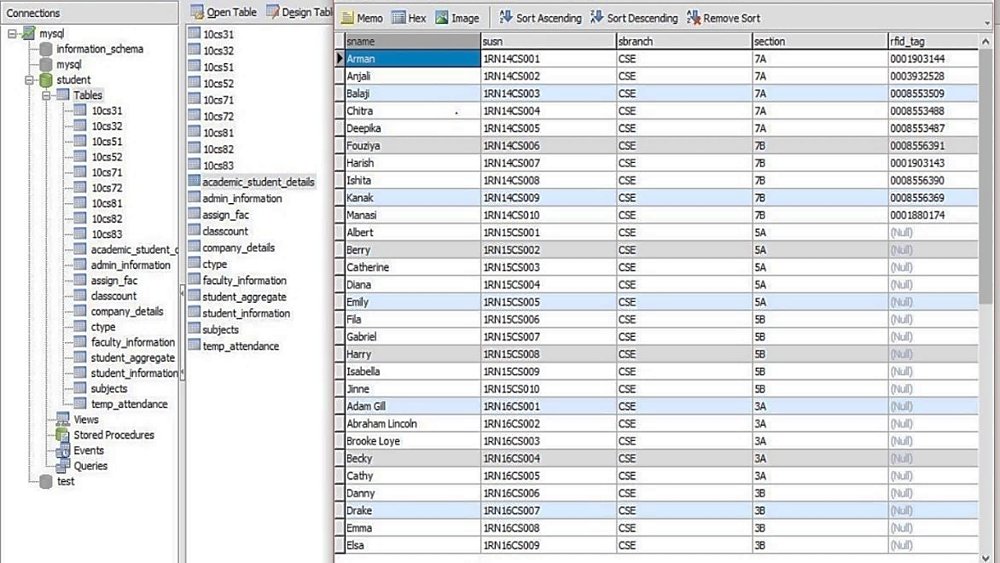 Connections
mysql
information_schema
mysql
student
Tables
10cs31
10cs32
10cs51
10cs52
10cs71
10cs72
10cs81
10cs82
10cs83
academic_student_d
admin_information
assign_fac
classcount
company_details
ctype
faculty_information
student_aggregate
student_information
subjects
temp_attendance
Views
Stored Procedures
Events
Queries
test
Open Table Design Tabl
10cs31
10cs32
10cs51
10cs52
10cs71
10cs72
10cs81
10cs82
10cs83
academic_student_details
admin_information
assign_fac
classcount
company_details
ctype
faculty_information
student_aggregate
student_information
subjects
temp_attendance
Memo Hex Image Sort Ascending Sort Descending Remove Sort
sname susn sbranch section rfid_tag
Arman 1RN14CS001 CSE 7A 0001903144
Anjali 1RN14CS002 CSE 7A 0003932528
Balaji 1RN14CS003 CSE 7A 0008553509
Chitra 1RN14CS004 CSE 7A 0008553488
Deepika 1RN14CS005 CSE 7A 0008553487
Fouziya 1RN14CS006 CSE 7B 0008556391
Harish 1RN14CS007 CSE 7B 0001903143
Ishita 1RN14CS008 CSE 7B 0008556390
Kanak 1RN14CS009 CSE 7B 0008556369
Manasi 1RN14CS010 CSE 7B 0001880174
Albert 1RN15CS001 CSE 5A (Null)
Berry 1RN15CS002 CSE 5A (Null)
Catherine 1RN15CS003 CSE 5A (Null)
Diana 1RN15CS004 CSE 5A (Null)
Emily 1RN15CS005 CSE 5A (Null)
Fila 1RN15CS006 CSE 5B (Null)
Gabriel 1RN15CS007 CSE 5B (Null)
Harry 1RN15CS008 CSE 5B (Null)
Isabella 1RN15CS009 CSE 5B (Null)
Jinne 1RN15CS010 CSE 5B (Null)
Adam Gill 1RN16CS001 CSE 3A (Null)
Abraham Lincoln 1RN16CS002 CSE 3A (Null)
Brooke Loye 1RN16CS003 CSE 3A (Null)
Becky 1RN16CS004 CSE 3A (Null)
Cathy 1RN16CS005 CSE 3A (Null)
Danny 1RN16CS006 CSE 3B (Null)
Drake 1RN16CS007 CSE 3B (Null)
Emma 1RN16CS008 CSE 3B (Null)
Elsa 1RN16CS009 CSE 3B (Null)